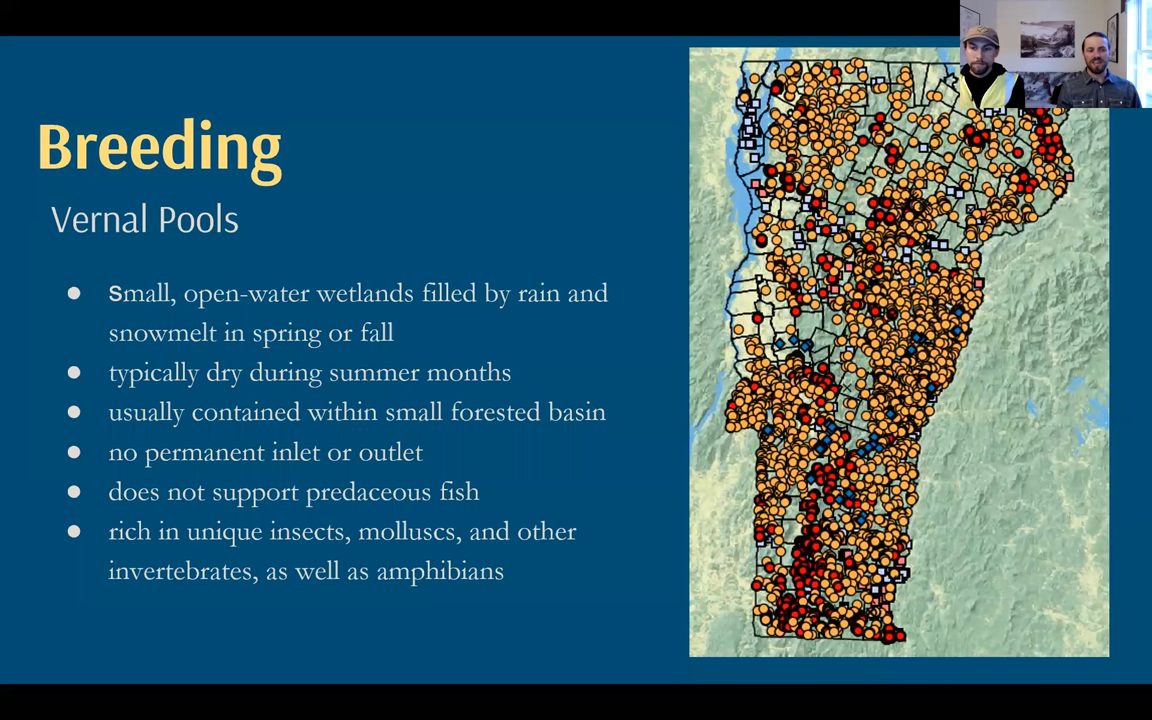 Breeding
Vernal Pools
● Small, open-water wetlands filled by rain and
snowmelt in spring or fall
● typically dry during summer months
● usually contained within small forested basin
● no permanent inlet or outlet
● does not support predaceous fish
● rich in unique insects, molluscs, and other
invertebrates, as well as amphibians